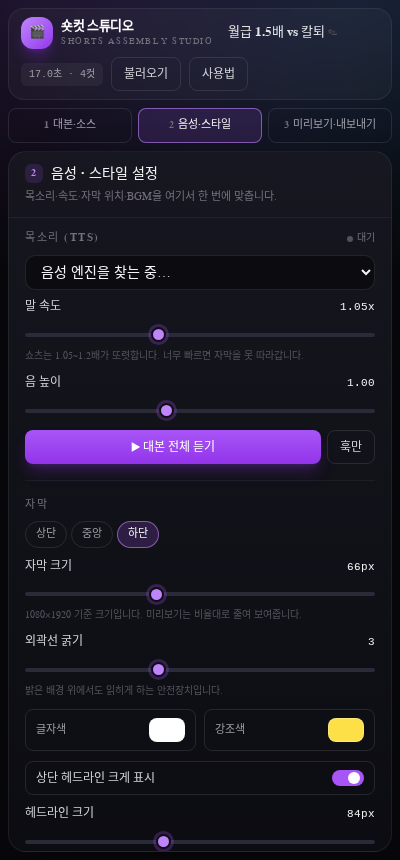 숏컷 스튜디오
SHORTS ASSEMBLY STUDIO
월급 1.5배 vs 칼퇴
17.0초 · 4컷
불러오기
사용법
1 대본·소스
2 음성·스타일
3 미리보기·내보내기
2 음성 · 스타일 설정
목소리·속도·자막 위치·BGM을 여기서 한 번에 맞춥니다.
목소리 (TTS)
대기
음성 엔진을 찾는 중…
말 속도
1.05x
쇼츠는 1.05~1.2배가 또렷합니다. 너무 빠르면 자막을 못 따라갑니다.
음 높이
1.00
▶ 대본 전체 듣기
훅만
자막
상단
중앙
하단
자막 크기
66px
1080×1920 기준 크기입니다. 미리보기는 비율대로 줄여 보여줍니다.
외곽선 굵기
3
밝은 배경 위에서도 읽히게 하는 안전장치입니다.
글자색
강조색
상단 헤드라인 크게 표시
헤드라인 크기
84px